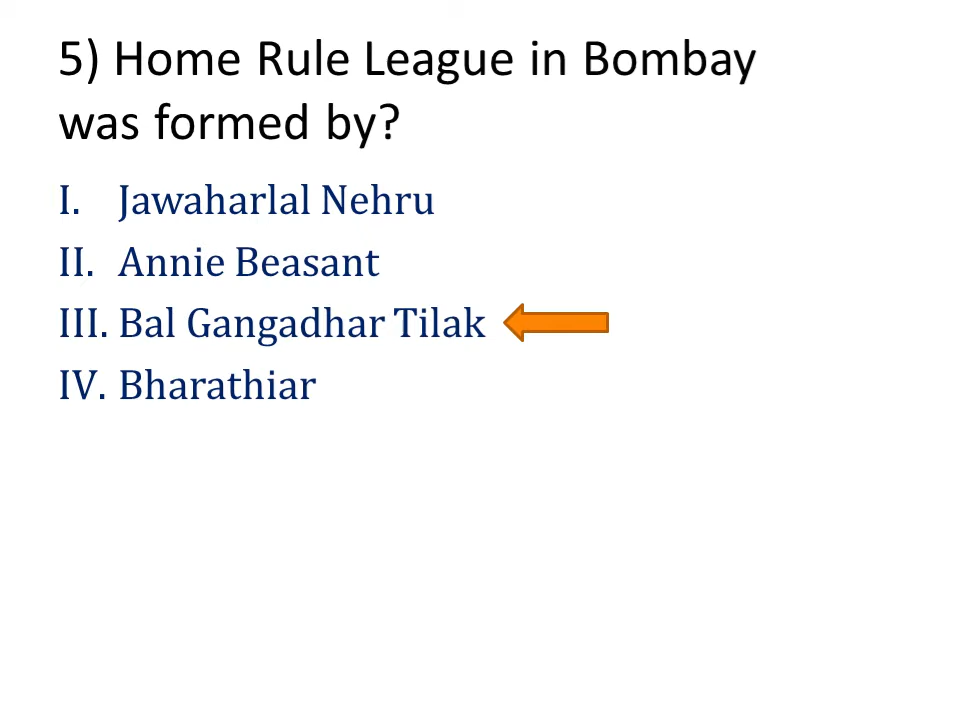 5) Home Rule League in Bombay
was formed by?
I. Jawaharlal Nehru
II. Annie Beasant
III. Bal Gangadhar Tilak
IV. Bharathiar